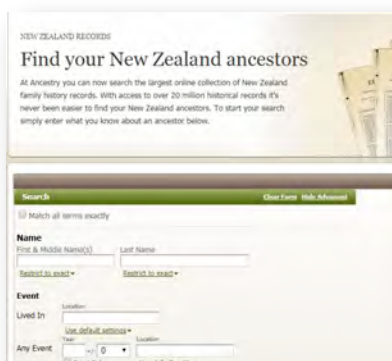 NEW ZEALAND RECORDS
Find your New Zealand ancestors
At Ancestry you can now search the largest online collection of New Zealand
family history records. With access to over 20 million historical records it's
never been easier to find your New Zealand ancestors. To start your search
simply enter what you know about an ancestor below.
Search Clear Form Hide Advanced
Match all terms exactly
Name
First & Middle Name(s) Last Name
Restrict to exact Restrict to exact
Event
Location
Lived In
Use default settings
Year Location
Any Event +/- 0